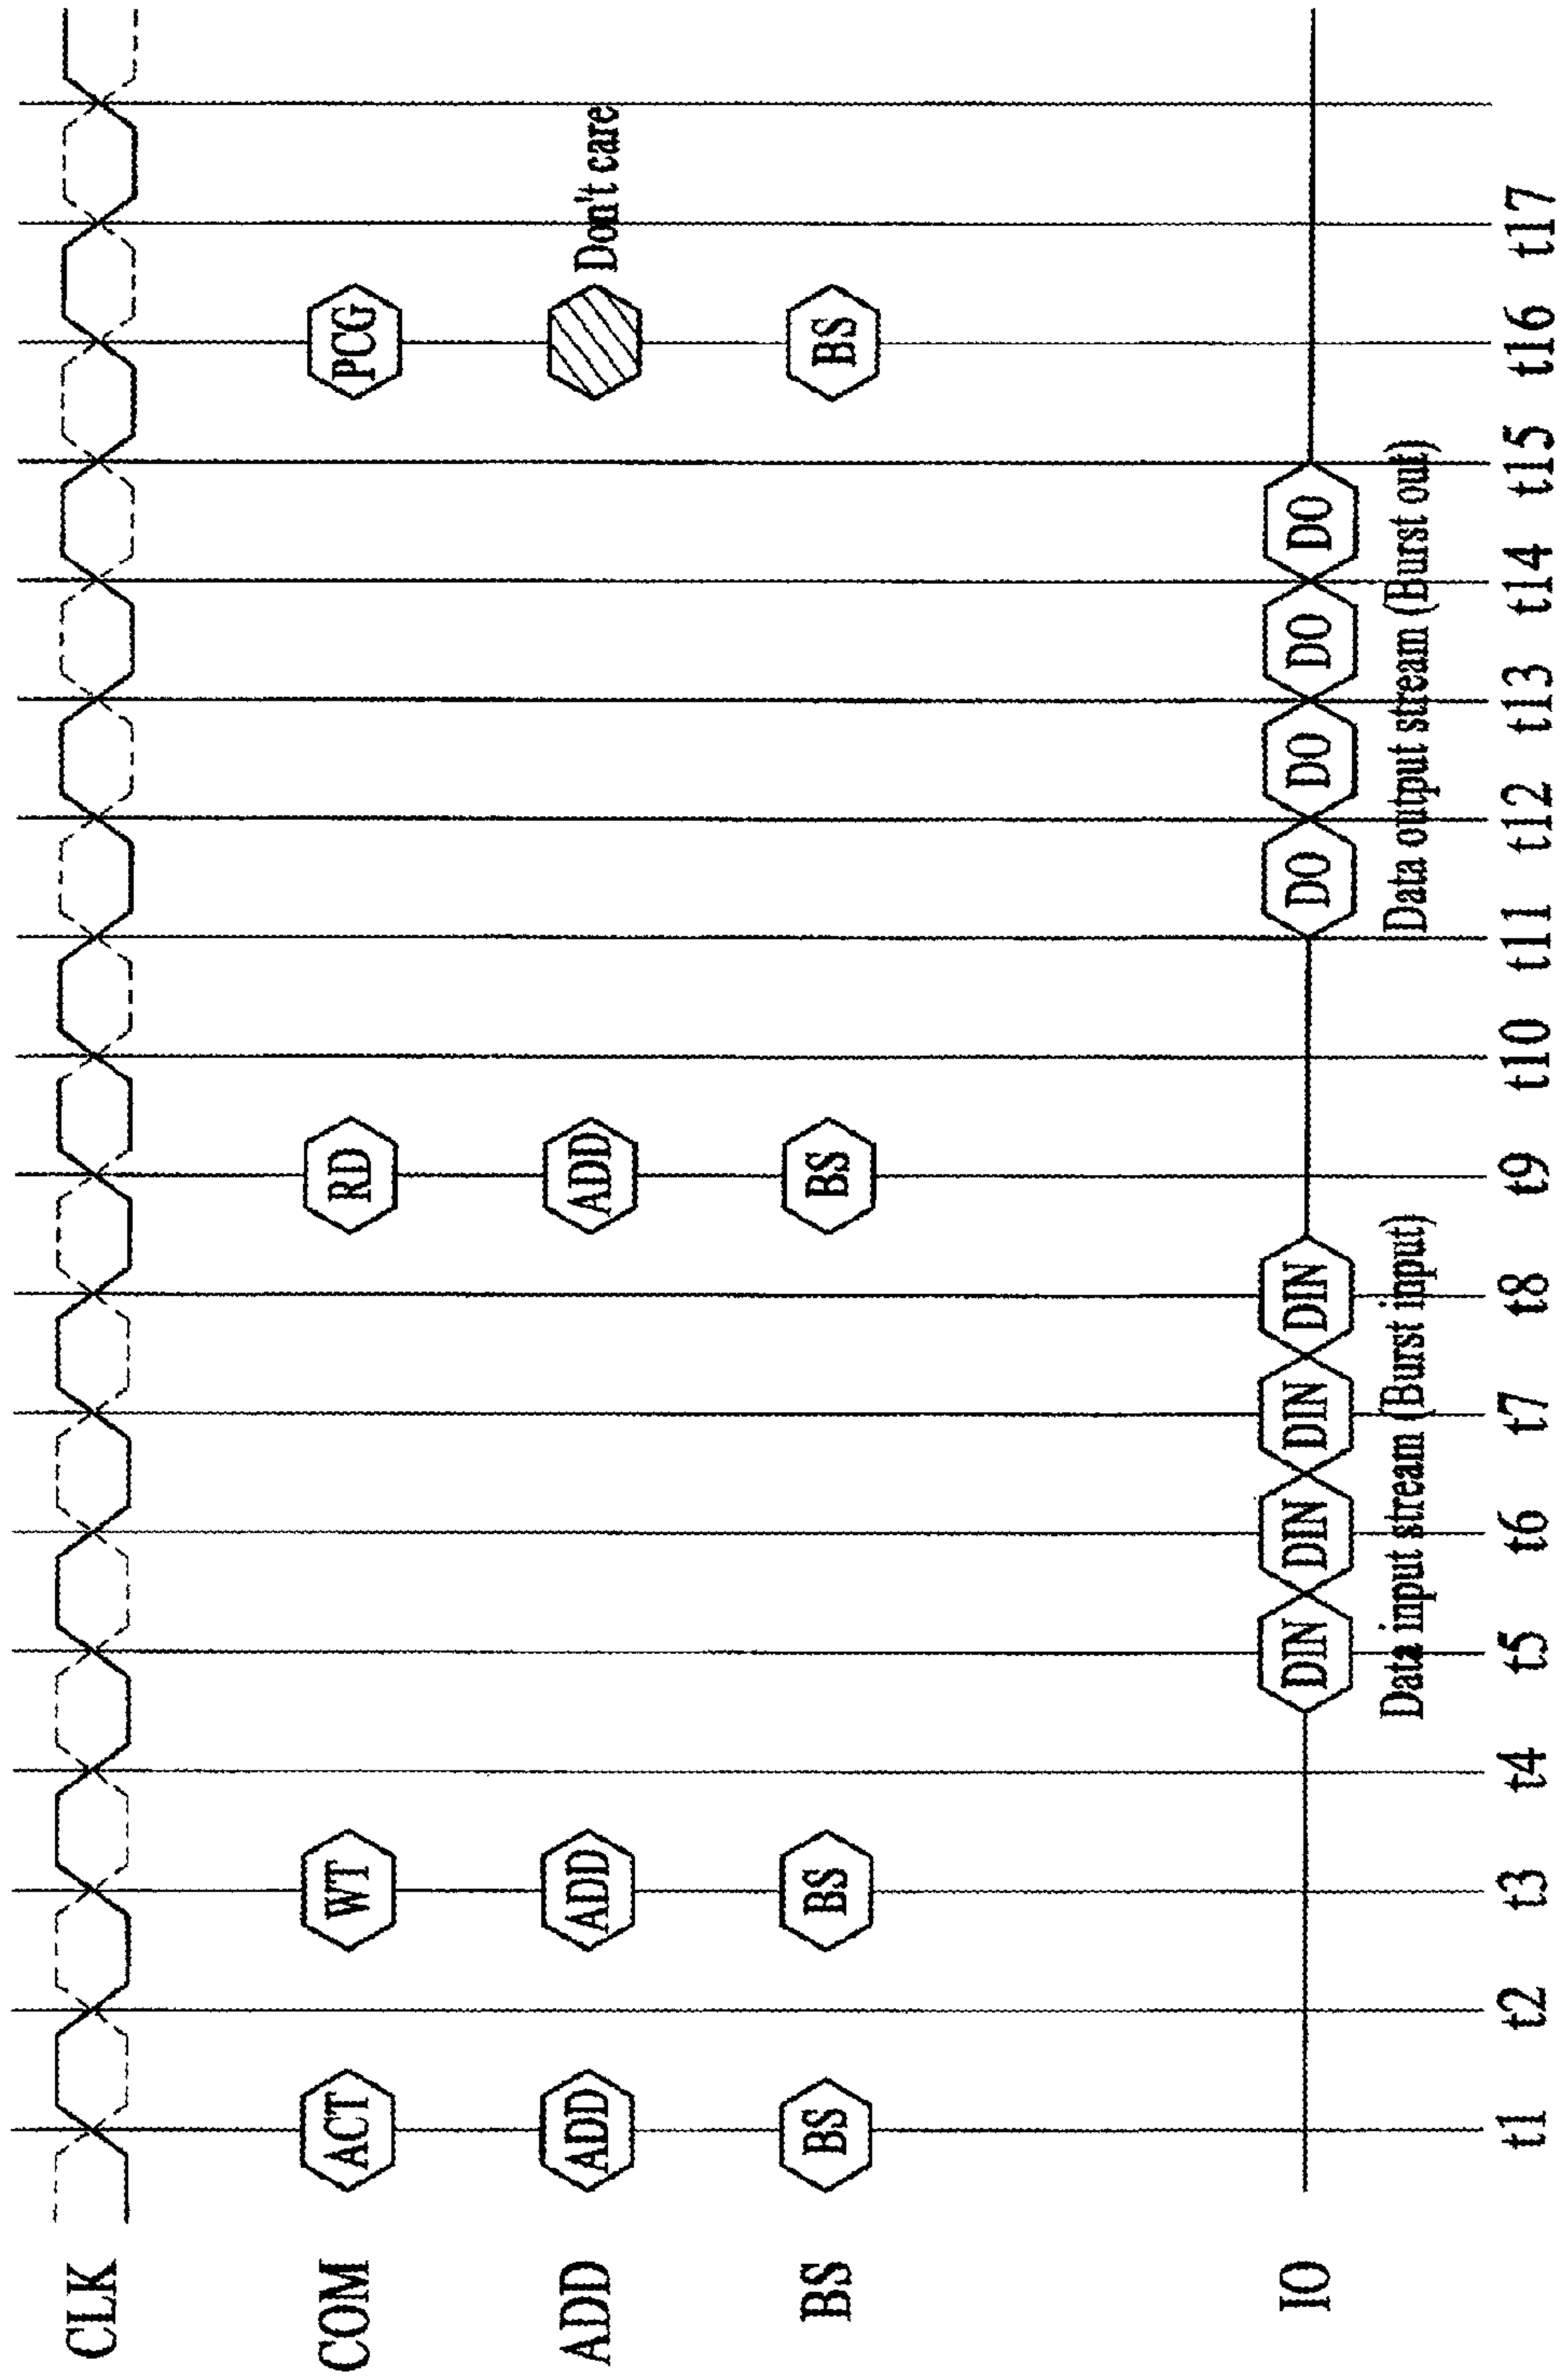 CLK
COM ACT WT RD PCG
ADD ADD ADD ADD Don't care
BS BS BS BS BS
IO DIN DIN DIN DIN DO DO DO DO
Data input stream (Burst input) Data output stream (Burst out)
t1 t2 t3 t4 t5 t6 t7 t8 t9 t10 t11 t12 t13 t14 t15 t16 t17